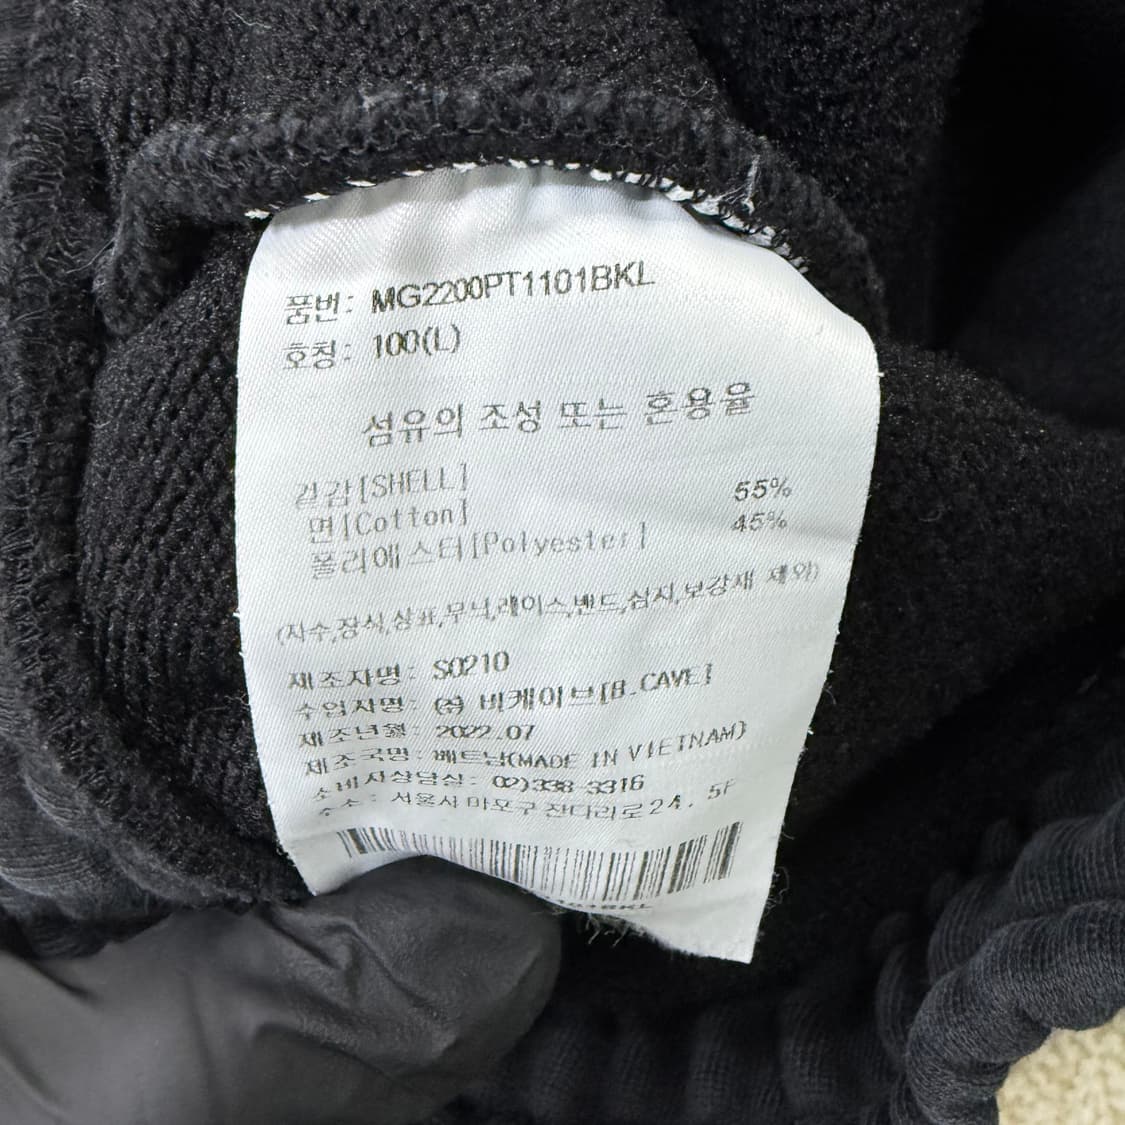 품번: MG2200PT1101BKL
호칭: 100(L)
섬유의 조성 또는 혼용율
겉감[SHELL]
면[Cotton] 55%
폴리에스터[Polyester] 45%
(자수,장식,상표,무늬,레이스,밴드,심지,보강재 제외)
제조자명: S0210
수입자명: ㈜ 비케이브[B.CAVE]
제조년월: 2022.07
제조국명: 베트남(MADE IN VIETNAM)
소비자상담실: 02)338-3316
주소: 서울시 마포구 잔다리로24, 5F